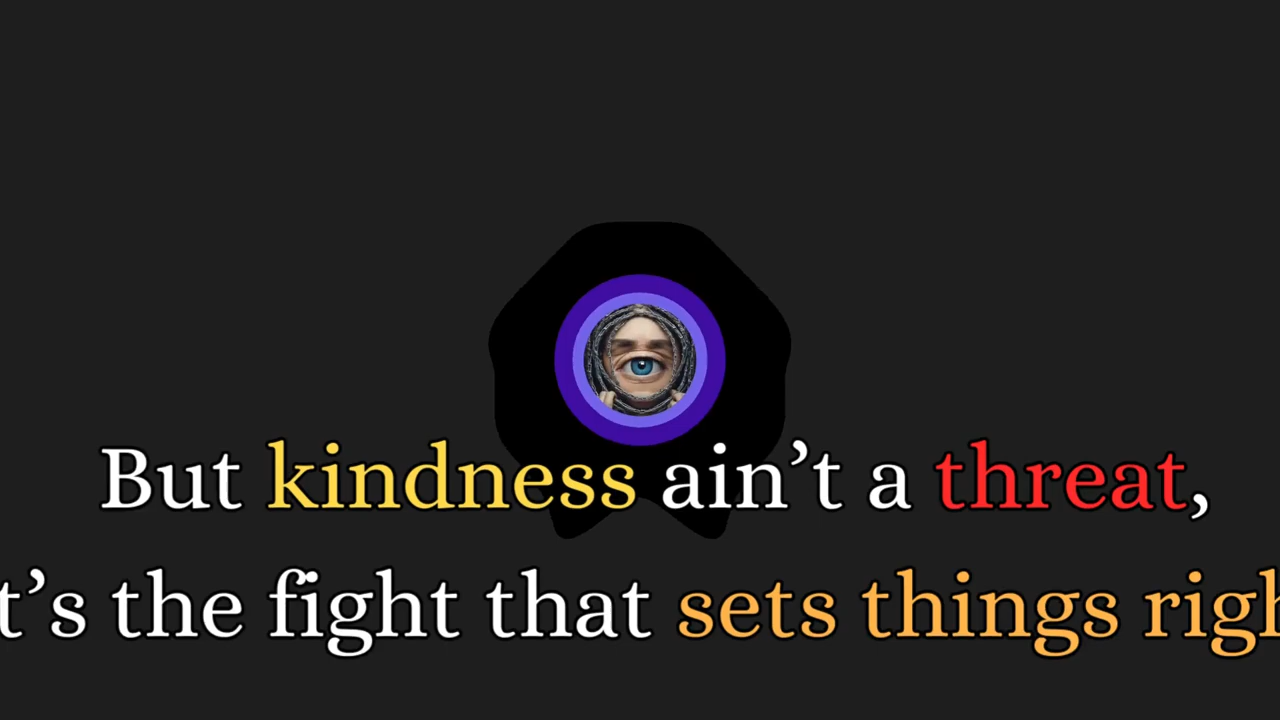 But kindness ain’t a threat,
t’s the fight that sets things righ